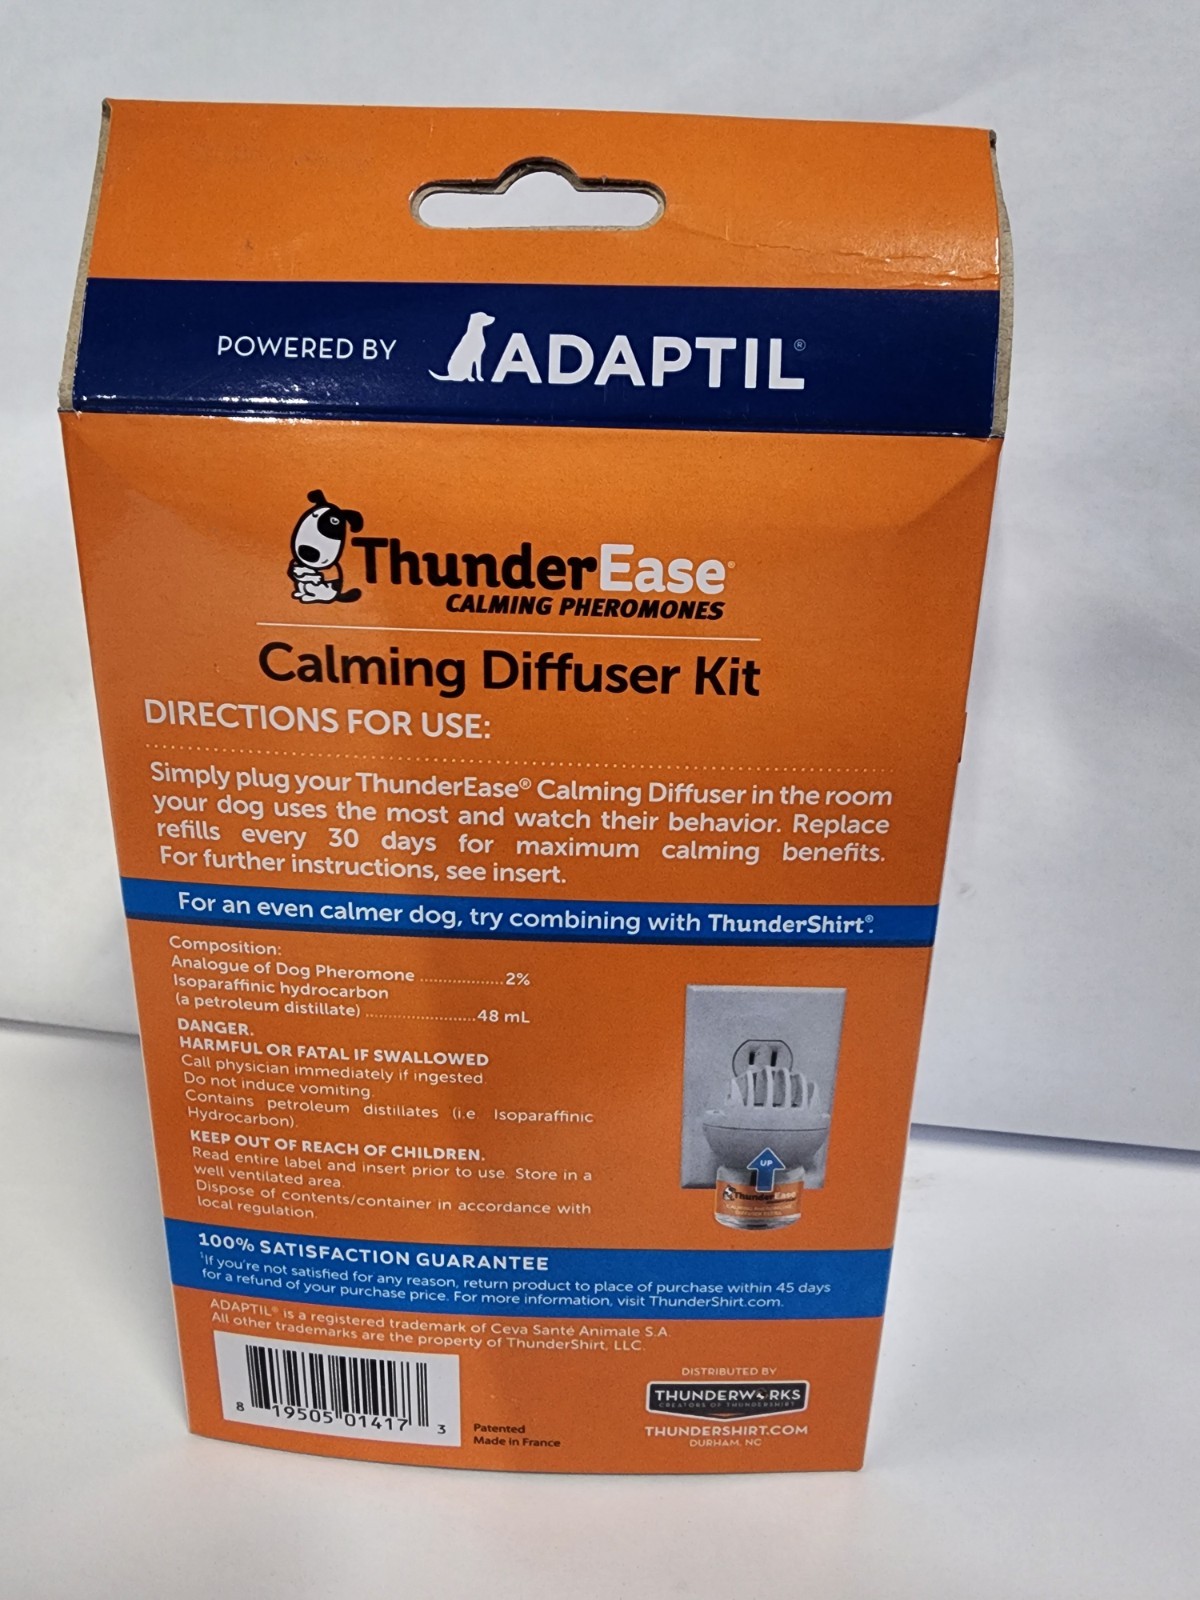 POWERED BY ADAPTIL®
ThunderEase®
CALMING PHEROMONES
Calming Diffuser Kit
DIRECTIONS FOR USE:
Simply plug your ThunderEase® Calming Diffuser in the room
your dog uses the most and watch their behavior. Replace
refills every 30 days for maximum calming benefits.
For further instructions, see insert.
For an even calmer dog, try combining with ThunderShirt®.
Composition:
Analogue of Dog Pheromone ..................2%
Isoparaffinic hydrocarbon
(a petroleum distillate) ........................48 mL
DANGER.
HARMFUL OR FATAL IF SWALLOWED
Call physician immediately if ingested.
Do not induce vomiting.
Contains petroleum distillates (i.e Isoparaffinic
Hydrocarbon).
KEEP OUT OF REACH OF CHILDREN.
Read entire label and insert prior to use. Store in a
well ventilated area.
Dispose of contents/container in accordance with
local regulation.
UP
ThunderEase
100% SATISFACTION GUARANTEE
¹If you're not satisfied for any reason, return product to place of purchase within 45 days
for a refund of your purchase price. For more information, visit ThunderShirt.com.
ADAPTIL® is a registered trademark of Ceva Santé Animale S.A.
All other trademarks are the property of ThunderShirt, LLC.
8 19505 01417 3
Patented
Made in France
DISTRIBUTED BY
THUNDERWORKS
CREATORS OF THUNDERSHIRT
THUNDERSHIRT.COM
DURHAM, NC